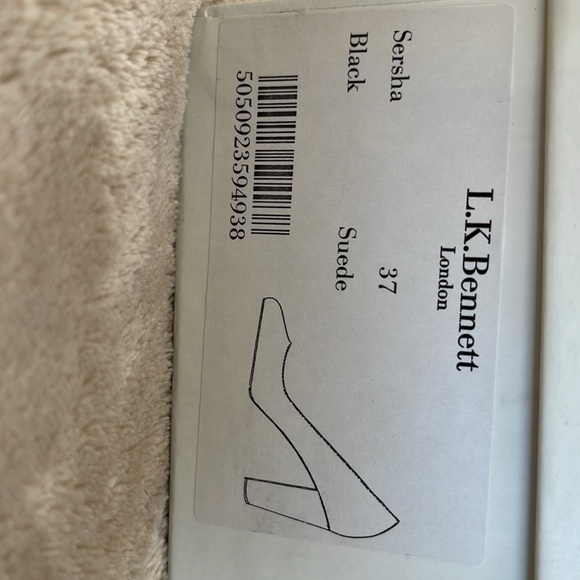 L.K.Bennett
London
Sersha 37
Black Suede
5050923594938